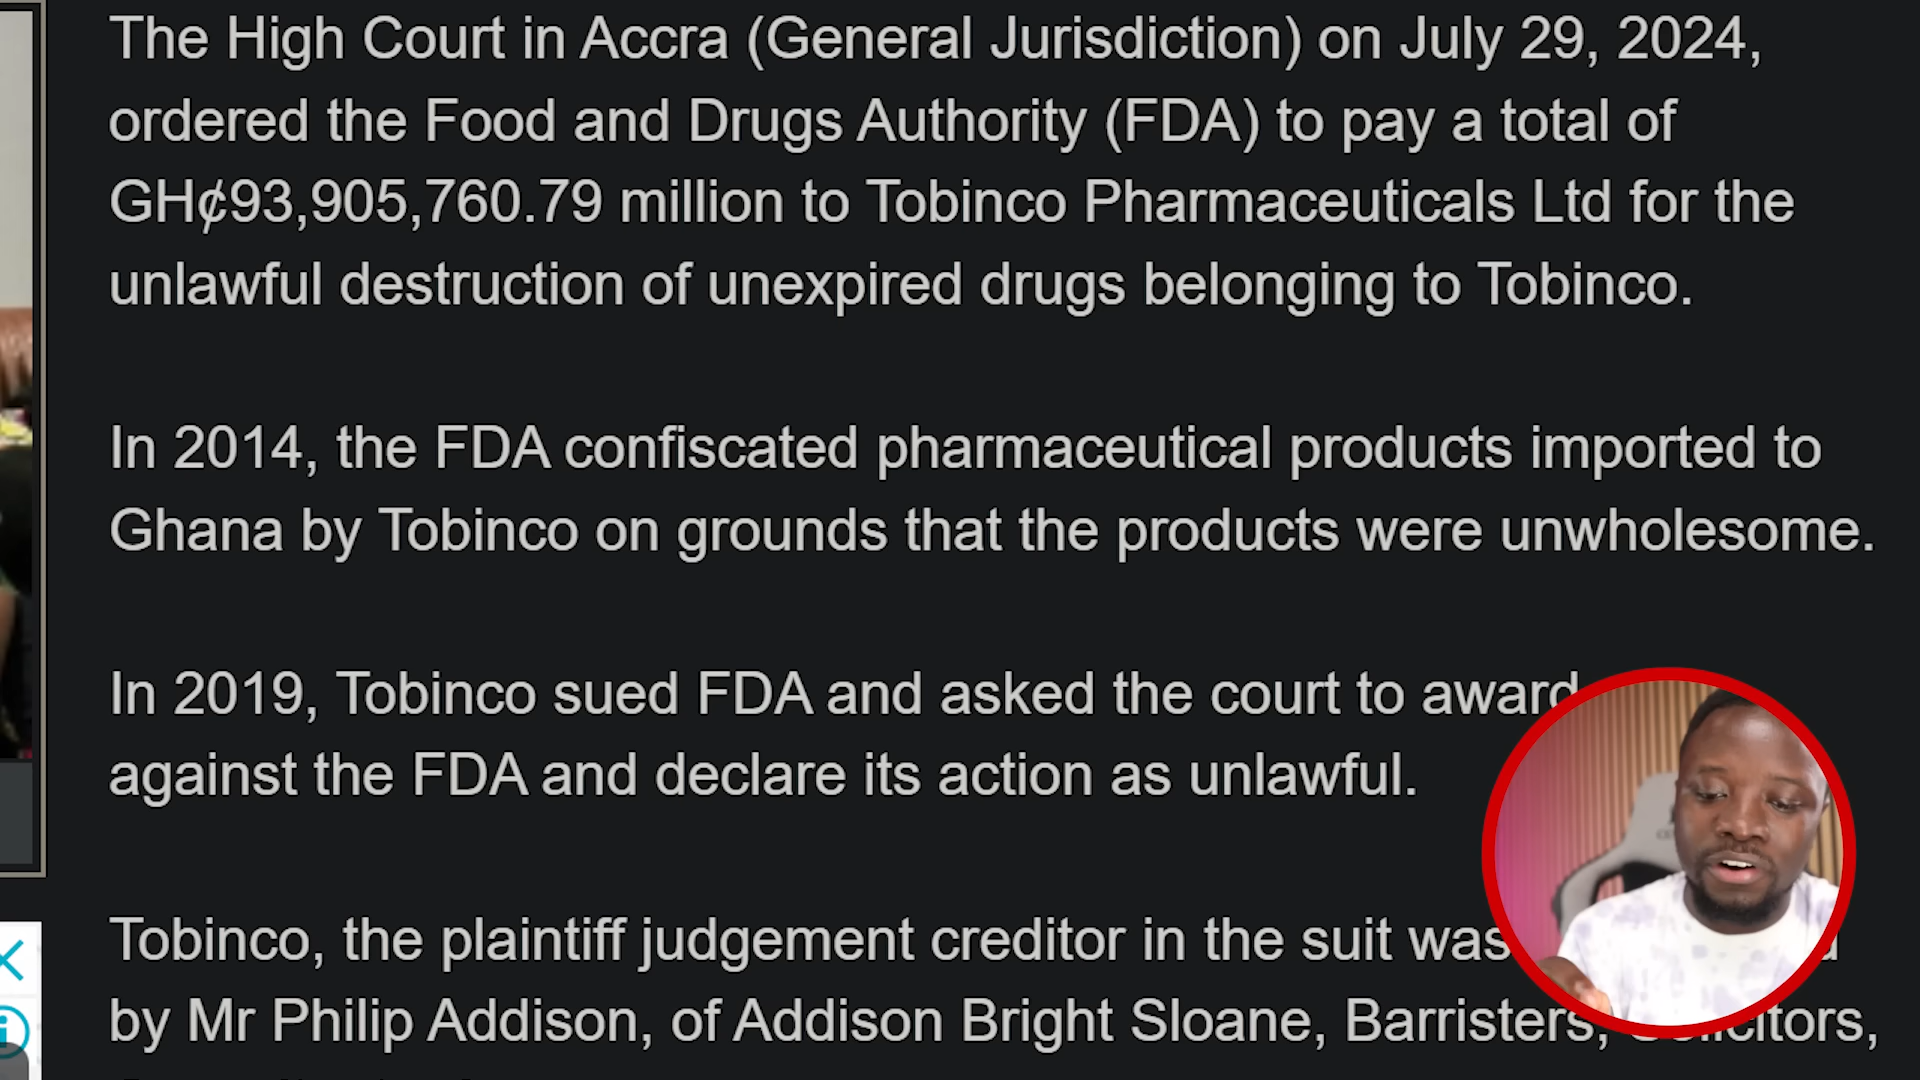 The High Court in Accra (General Jurisdiction) on July 29, 2024,
ordered the Food and Drugs Authority (FDA) to pay a total of
GH¢93,905,760.79 million to Tobinco Pharmaceuticals Ltd for the
unlawful destruction of unexpired drugs belonging to Tobinco.
In 2014, the FDA confiscated pharmaceutical products imported to
Ghana by Tobinco on grounds that the products were unwholesome.
In 2019, Tobinco sued FDA and asked the court to award
against the FDA and declare its action as unlawful.
Tobinco, the plaintiff judgement creditor in the suit was
by Mr Philip Addison, of Addison Bright Sloane, Barristers,